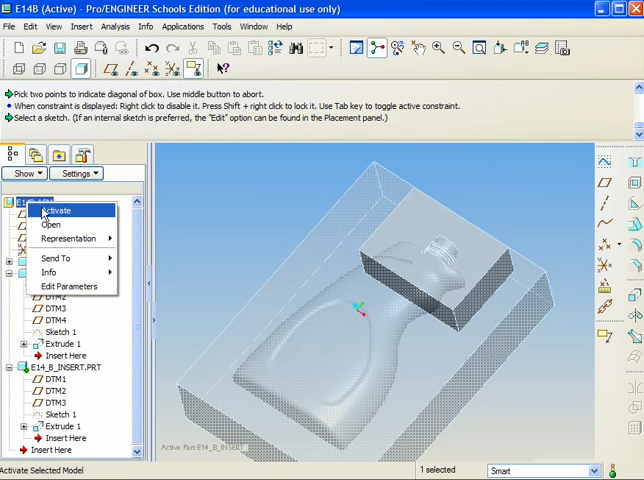 E14B (Active) - Pro/ENGINEER Schools Edition (for educational use only)
File Edit View Insert Analysis Info Applications Tools Window Help
Pick two points to indicate diagonal of box. Use middle button to abort.
When constraint is displayed: Right click to disable it. Press Shift + right click to lock it. Use Tab key to toggle active constraint.
Select a sketch. (If an internal sketch is preferred, the "Edit" option can be found in the Placement panel.)
Show Settings
Activate
Open
Representation
Send To
Info
Edit Parameters
DTM2
DTM3
DTM4
Sketch 1
Extrude 1
Insert Here
E14_B_INSERT.PRT
DTM1
DTM2
DTM3
Sketch 1
Extrude 1
Insert Here
Insert Here
Active Part:E14_B_INSERT
Activate Selected Model
1 selected
Smart